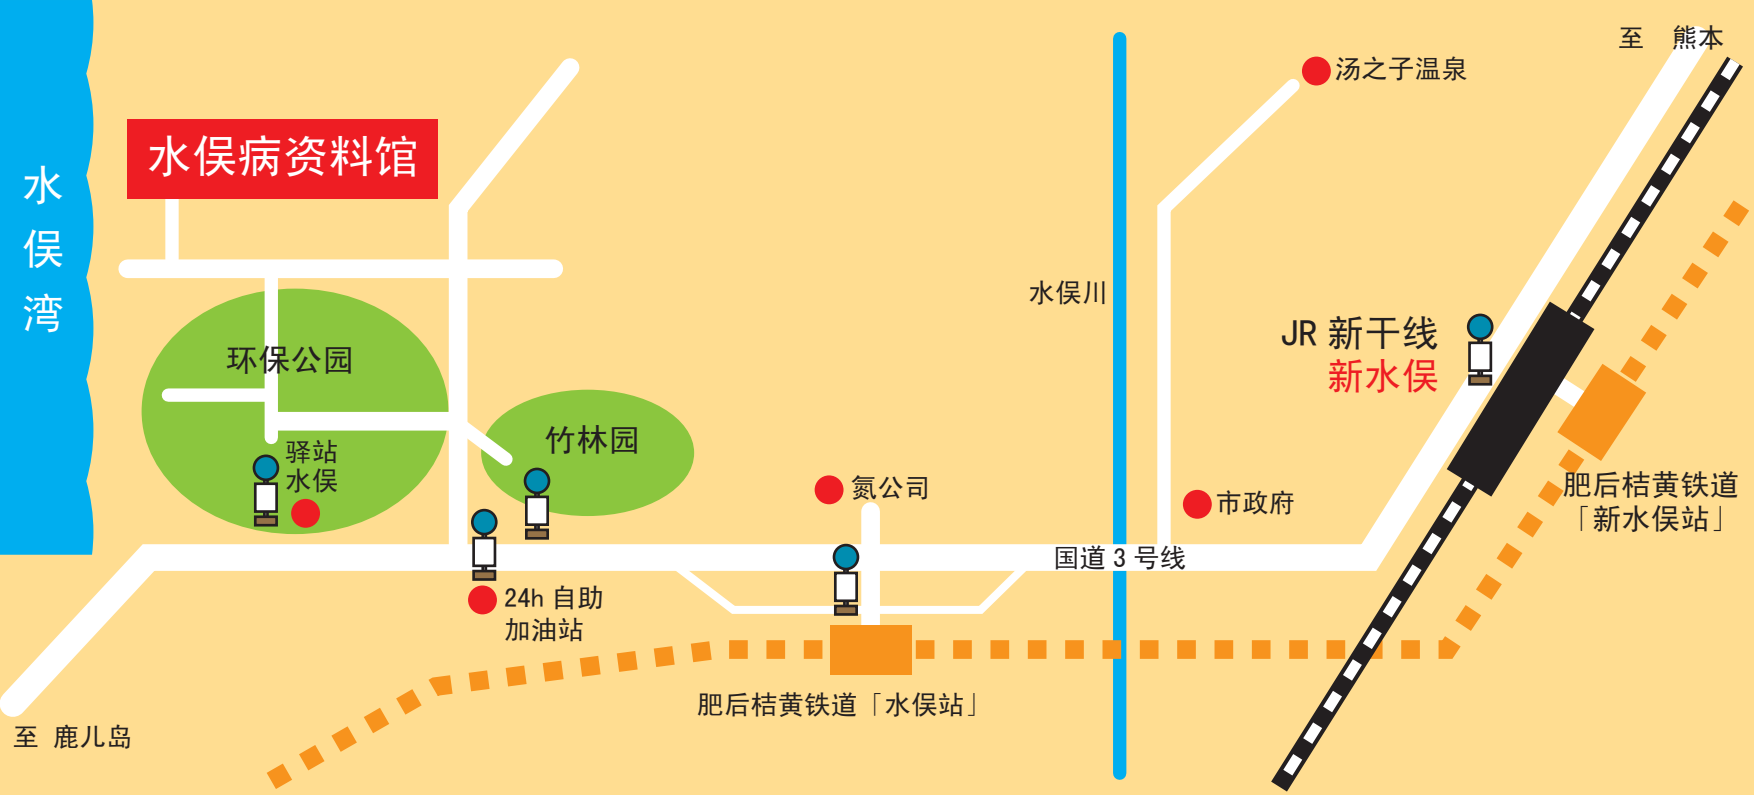 至 熊本
汤之子温泉
水俣病资料馆
水俣湾
水俣川
JR 新干线
新水俣
环保公园
竹林园
驿站
水俣
氮公司
市政府
肥后桔黄铁道
「新水俣站」
国道 3 号线
24h 自助
加油站
肥后桔黄铁道「水俣站」
至 鹿儿岛